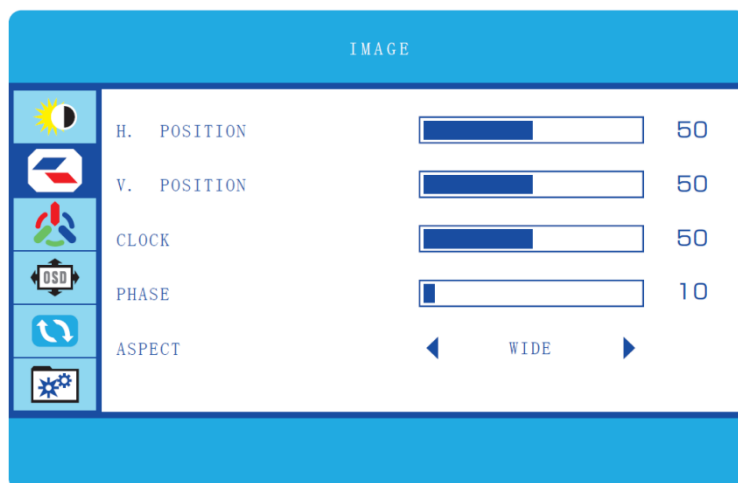 IMAGE
H. POSITION 50
V. POSITION 50
CLOCK 50
OSD
PHASE 10
ASPECT WIDE